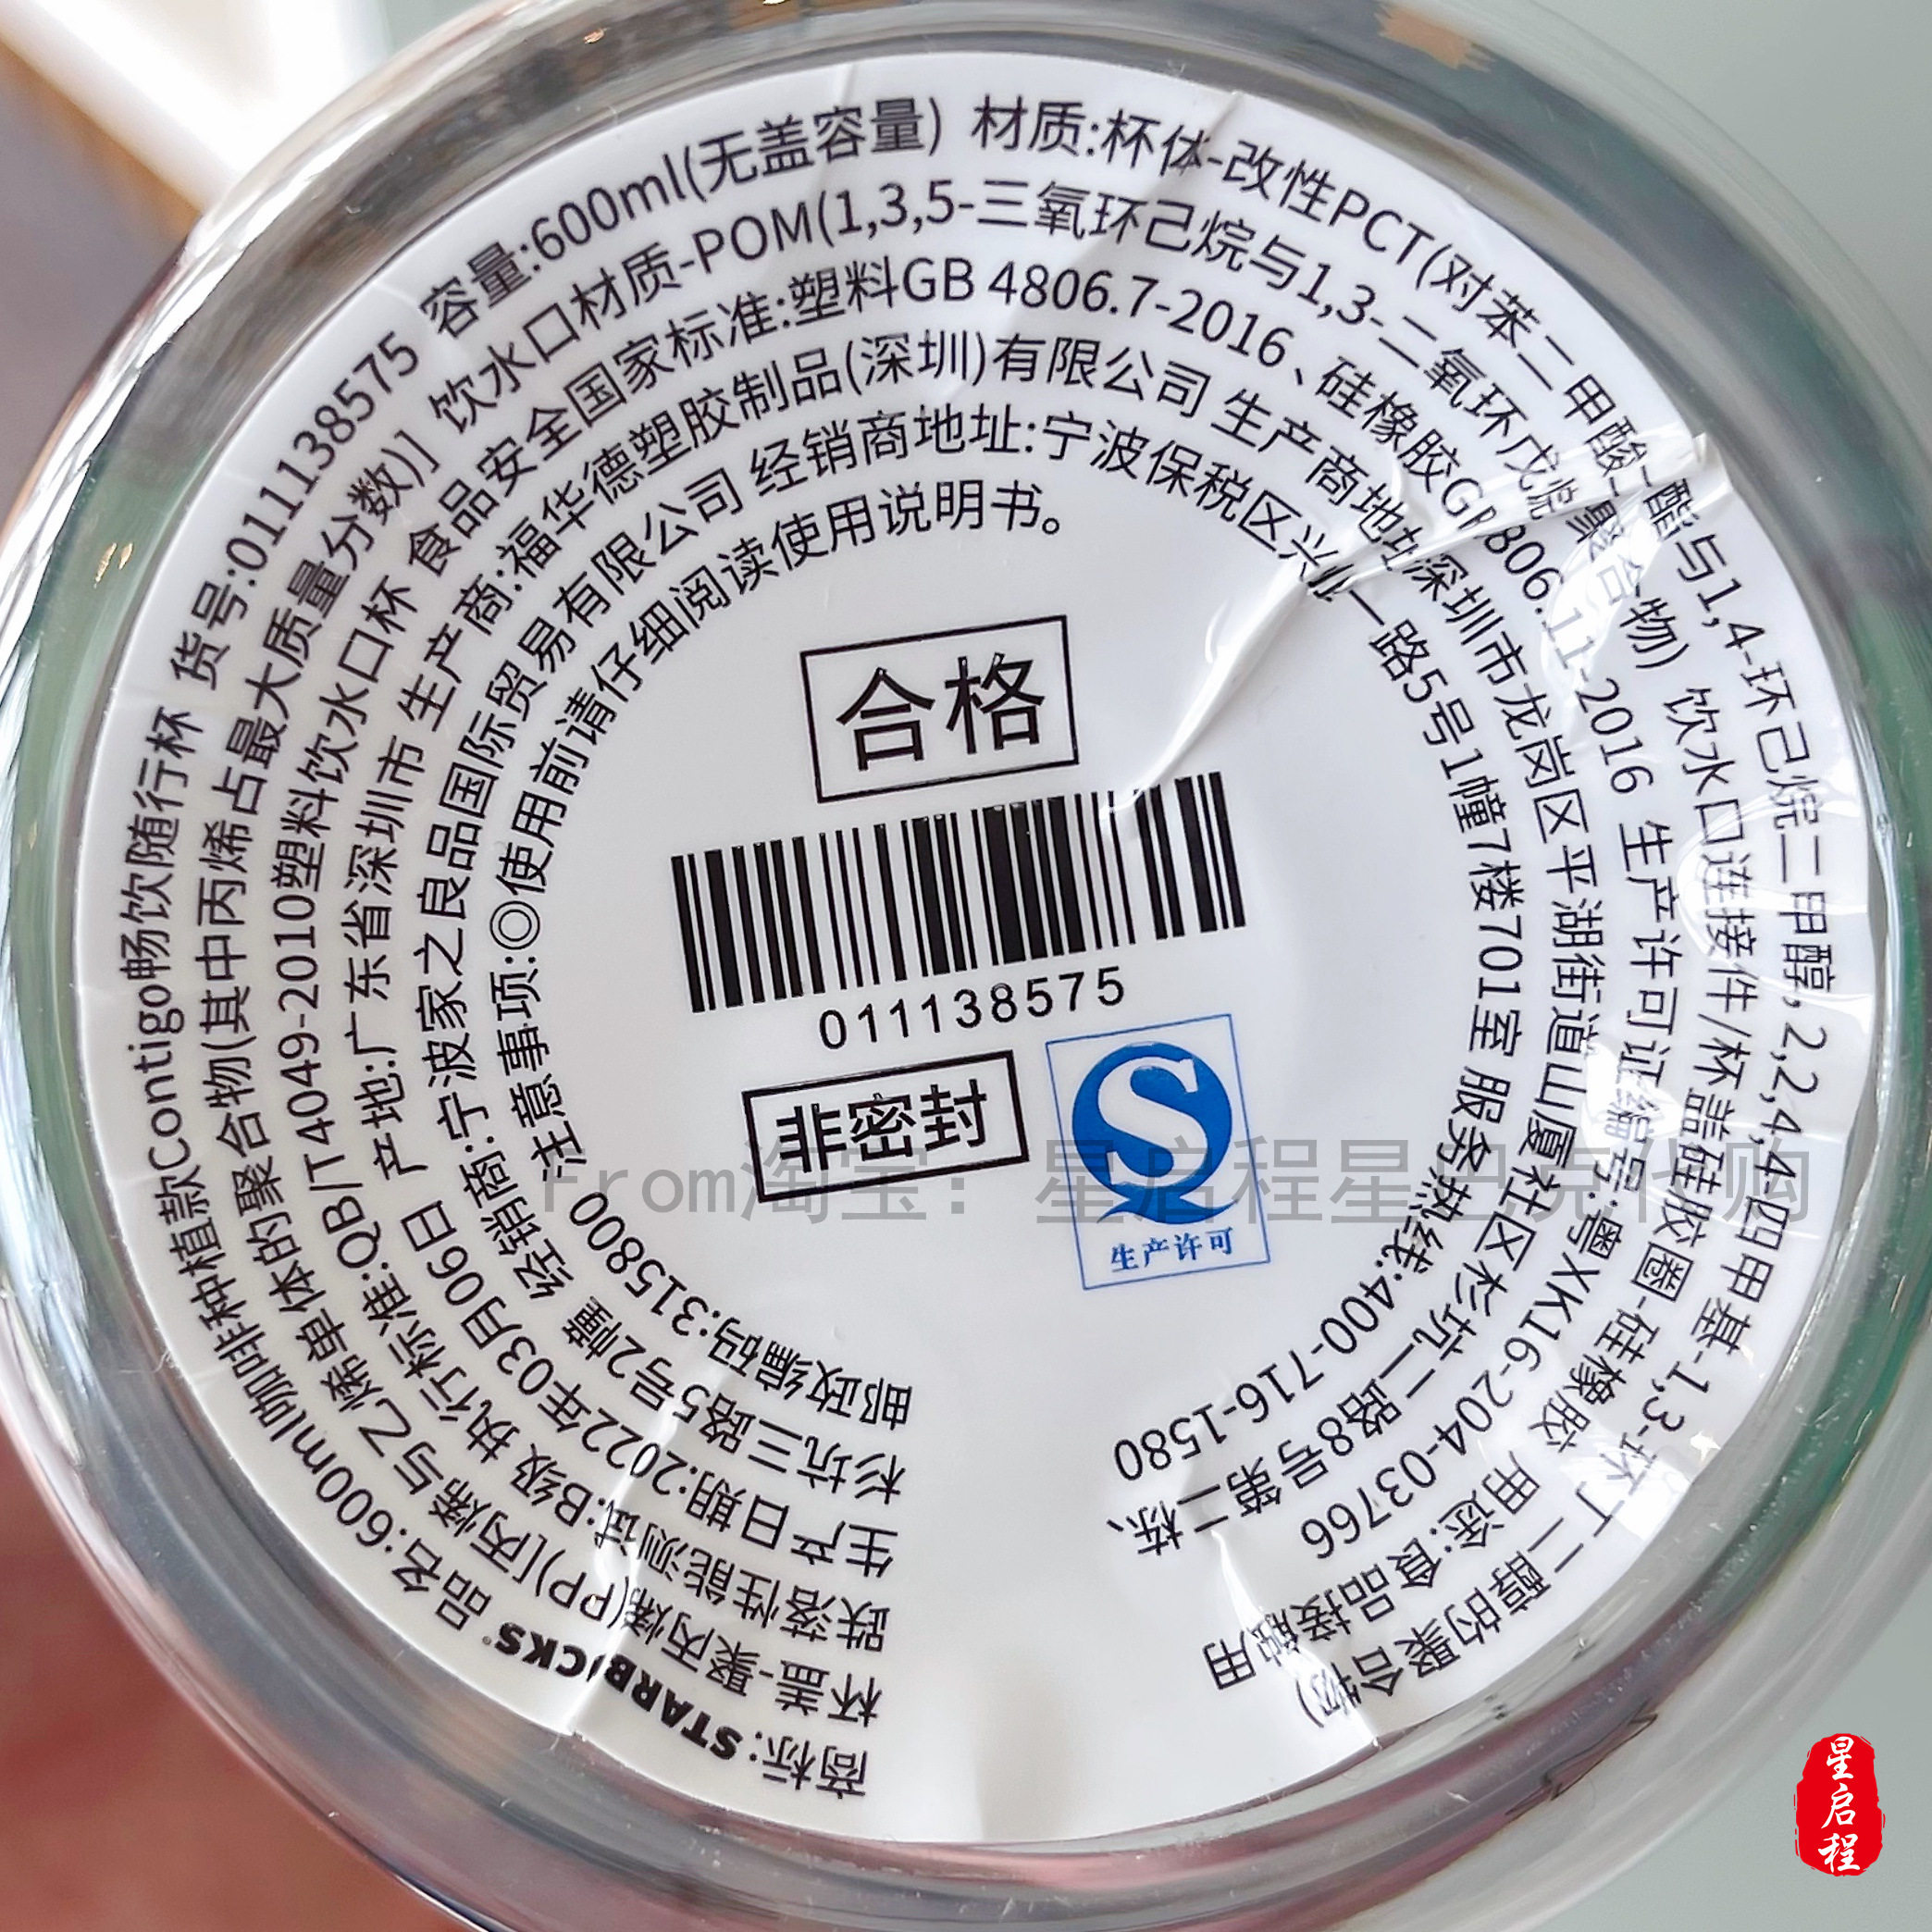 商标:STARBUCKS® 品名:600ml咖啡种植款Contigo畅饮随行杯 货号:011138575 容量:600ml(无盖容量) 材质:杯体-改性PCT(对苯二甲酸二酯与1,4-环己烷二甲醇,2,2,4,4四甲基-1,3-环丁二醇的聚合物)
杯盖-聚丙烯(PP)[丙烯与乙烯单体的聚合物(其中丙烯占最大质量分数)] 饮水口材质-POM(1,3,5-三氧环己烷与1,3-二氧环戊烷聚合物) 饮水口连接件/杯盖硅胶圈-硅橡胶 用途:食品接触用
跌落性能测试:B级 执行标准:QB/T4049-2010塑料饮水口杯 食品安全国家标准:塑料GB 4806.7-2016、硅橡胶GB 4806.11-2016 生产许可证编号:粤XK16-204-03766
生产日期:2022年03月06日 产地:广东省深圳市 生产商:福华德塑胶制品(深圳)有限公司 生产商地址:深圳市龙岗区平湖街道山厦社区杉坑二路8号第二栋、
杉坑三路5号2幢 经销商:宁波家之良品国际贸易有限公司 经销商地址:宁波保税区兴业一路5号1幢7楼701室 服务热线:400-716-1580
邮政编码:315800 注意事项:◎使用前请仔细阅读使用说明书。
合格
011138575
非密封
生产许可
From淘宝：星启程星巴克代购
星启程